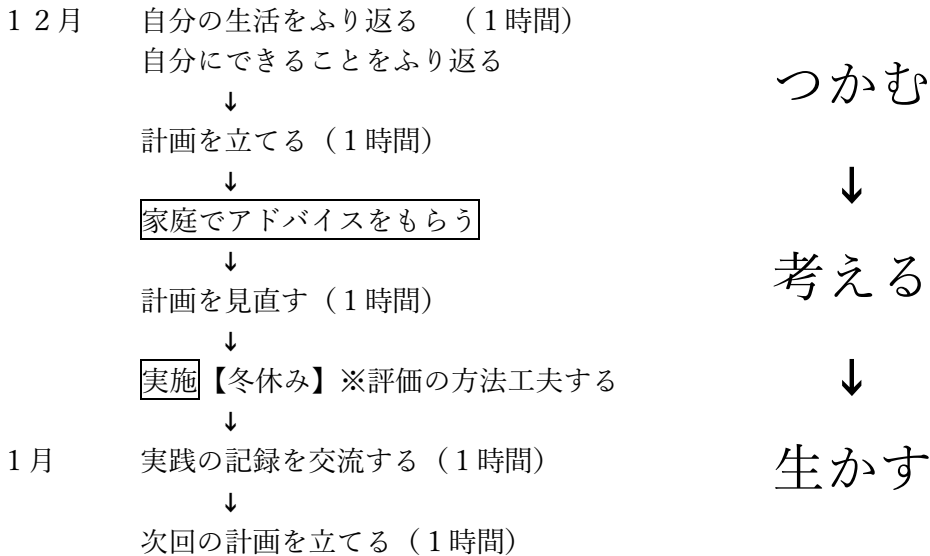 １２月　自分の生活をふり返る　（１時間）
自分にできることをふり返る
↓
計画を立てる（１時間）
↓
家庭でアドバイスをもらう
↓
計画を見直す（１時間）
↓
実施【冬休み】※評価の方法工夫する
↓
１月　実践の記録を交流する（１時間）
↓
次回の計画を立てる（１時間）
つかむ
↓
考える
↓
生かす